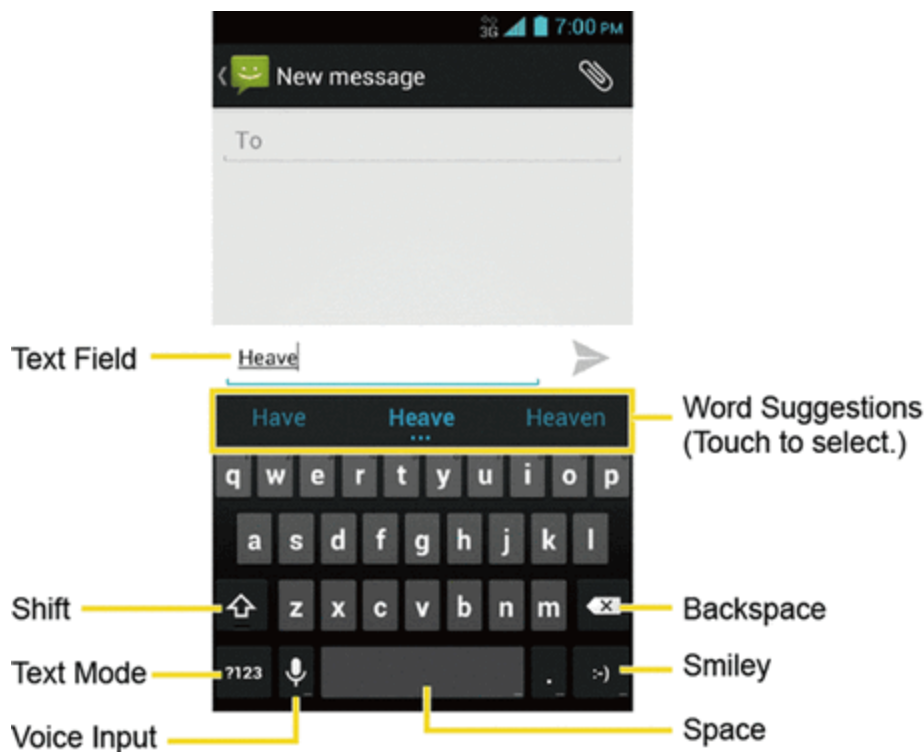 3G 7:00 PM
New message
To
Text Field
Heave
Have Heave Heaven
Word Suggestions
(Touch to select.)
q w e r t y u i o p
a s d f g h j k l
Shift
z x c v b n m
Backspace
Text Mode
?123
.
:-)
Smiley
Voice Input
Space